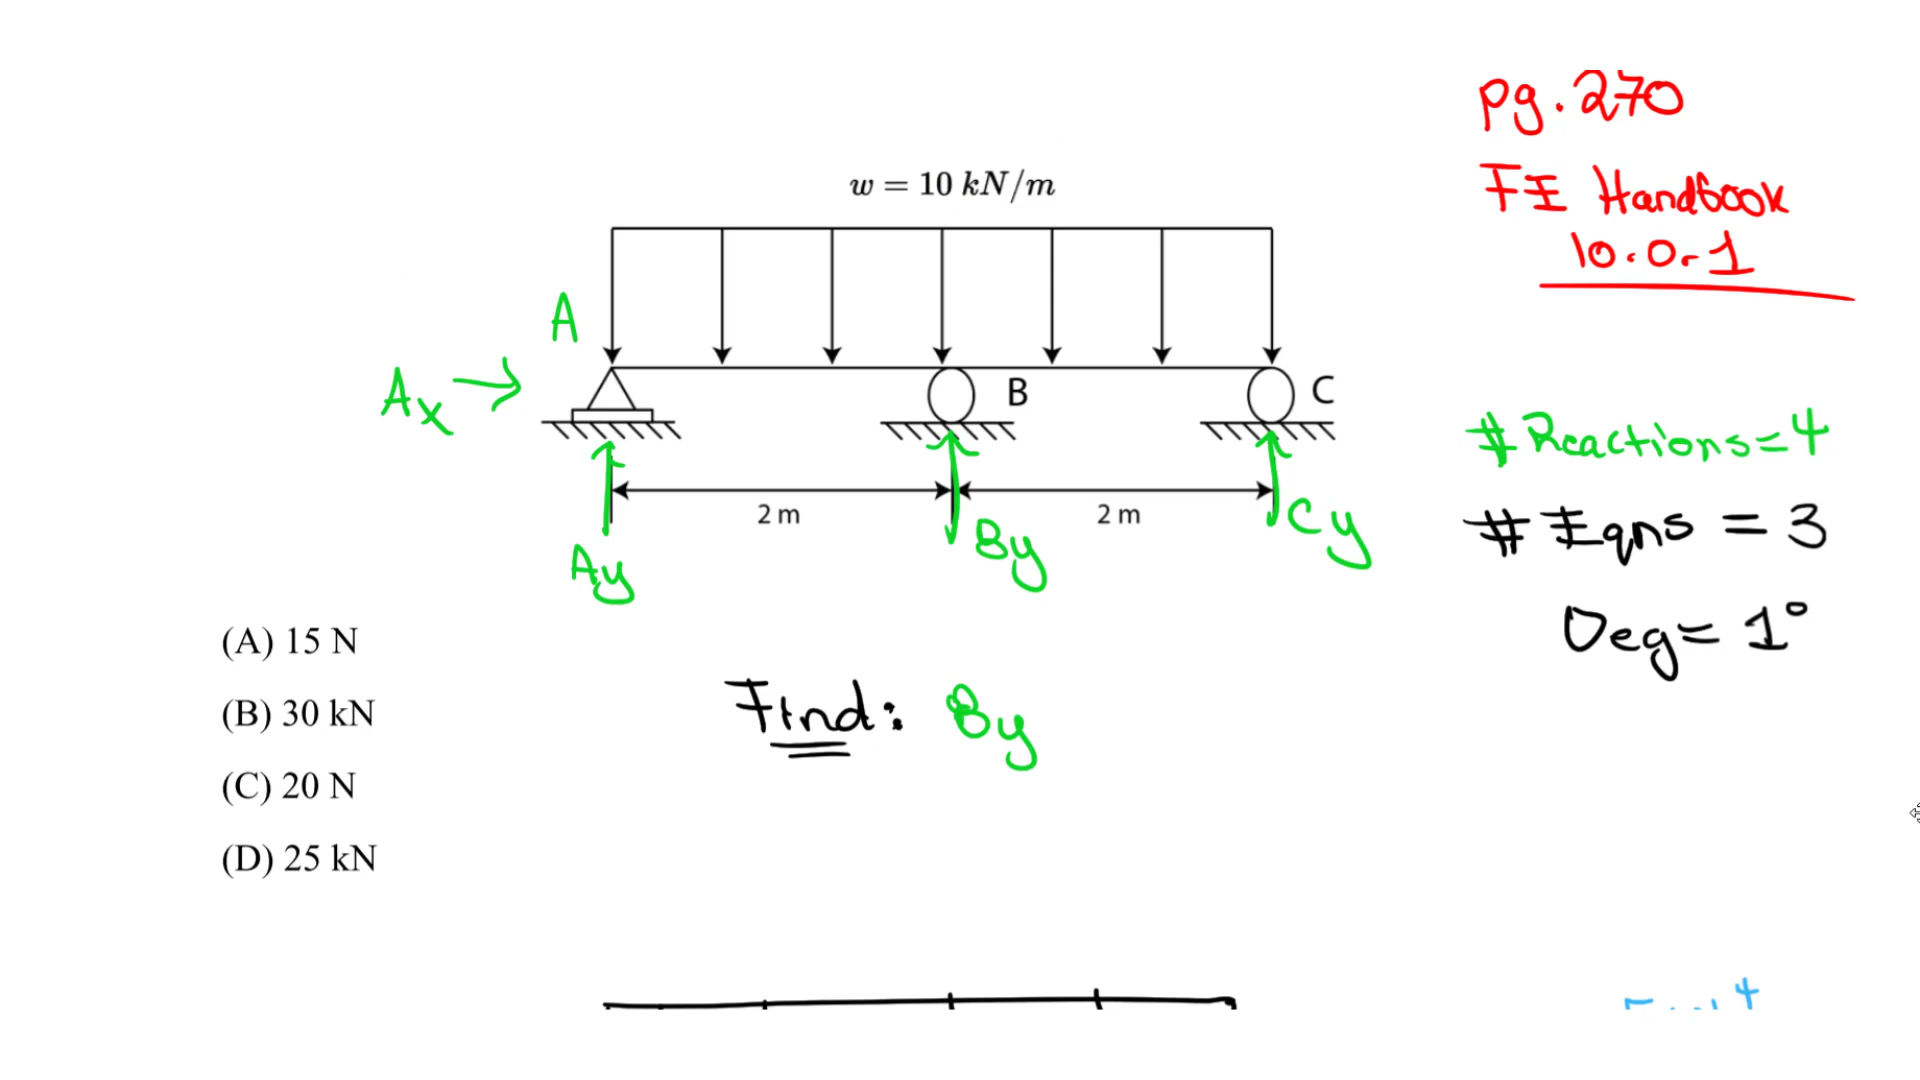 pg. 270
FE Handbook
10.0.1
w = 10 kN/m
A
Ax
B
C
2 m
2 m
Ay
By
Cy
# Reactions = 4
# Eqns = 3
Deg = 1°
(A) 15 N
(B) 30 kN
(C) 20 N
(D) 25 kN
Find: By